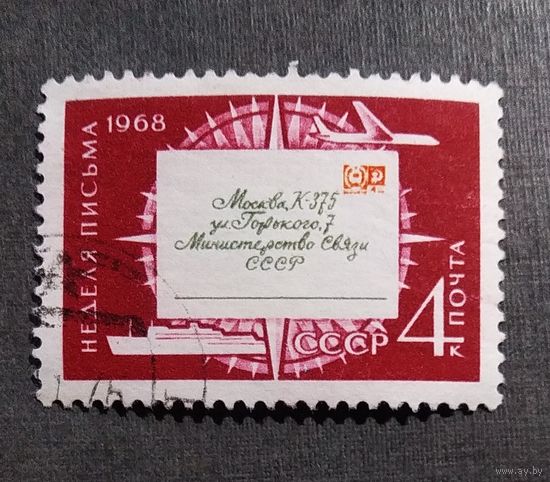 НЕДЕЛЯ ПИСЬМА
1968
Москва, К-375
ул. Горького, 7
Министерство Связи
СССР
СССР
4 к
ПОЧТА